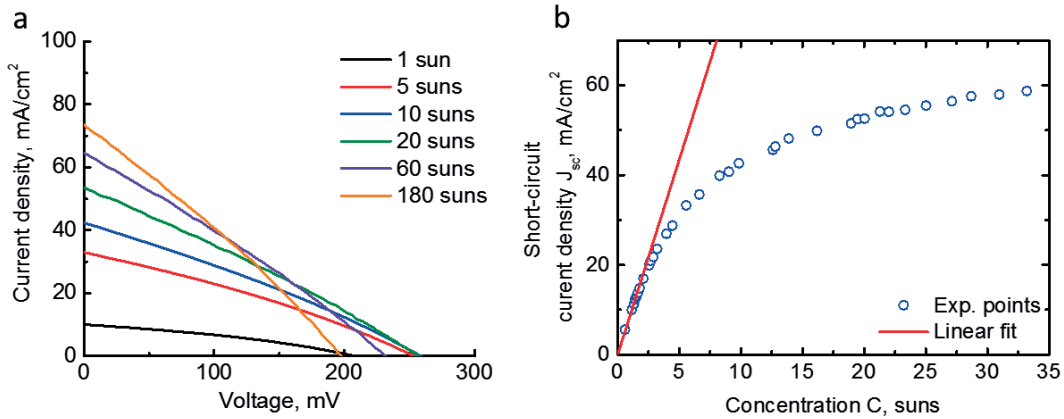 a
100
80
60
40
20
0
Current density, mA/cm²
0
100
200
300
Voltage, mV
1 sun
5 suns
10 suns
20 suns
60 suns
180 suns
b
60
40
20
0
Short-circuit
curent density J_sc, mA/cm²
0
5
10
15
20
25
30
Concentration C, suns
Exp. points
Linear fit